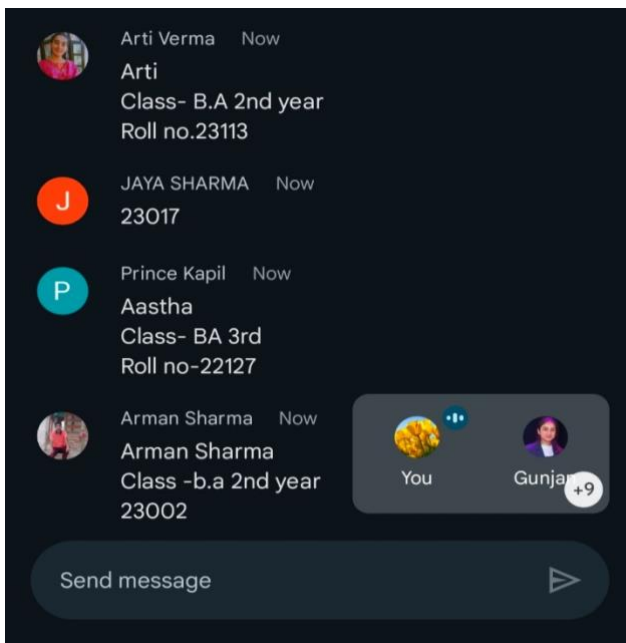 Arti Verma Now
Arti
Class- B.A 2nd year
Roll no.23113
J
JAYA SHARMA Now
23017
P
Prince Kapil Now
Aastha
Class- BA 3rd
Roll no-22127
Arman Sharma Now
Arman Sharma
Class -b.a 2nd year
23002
You
+9
Send message